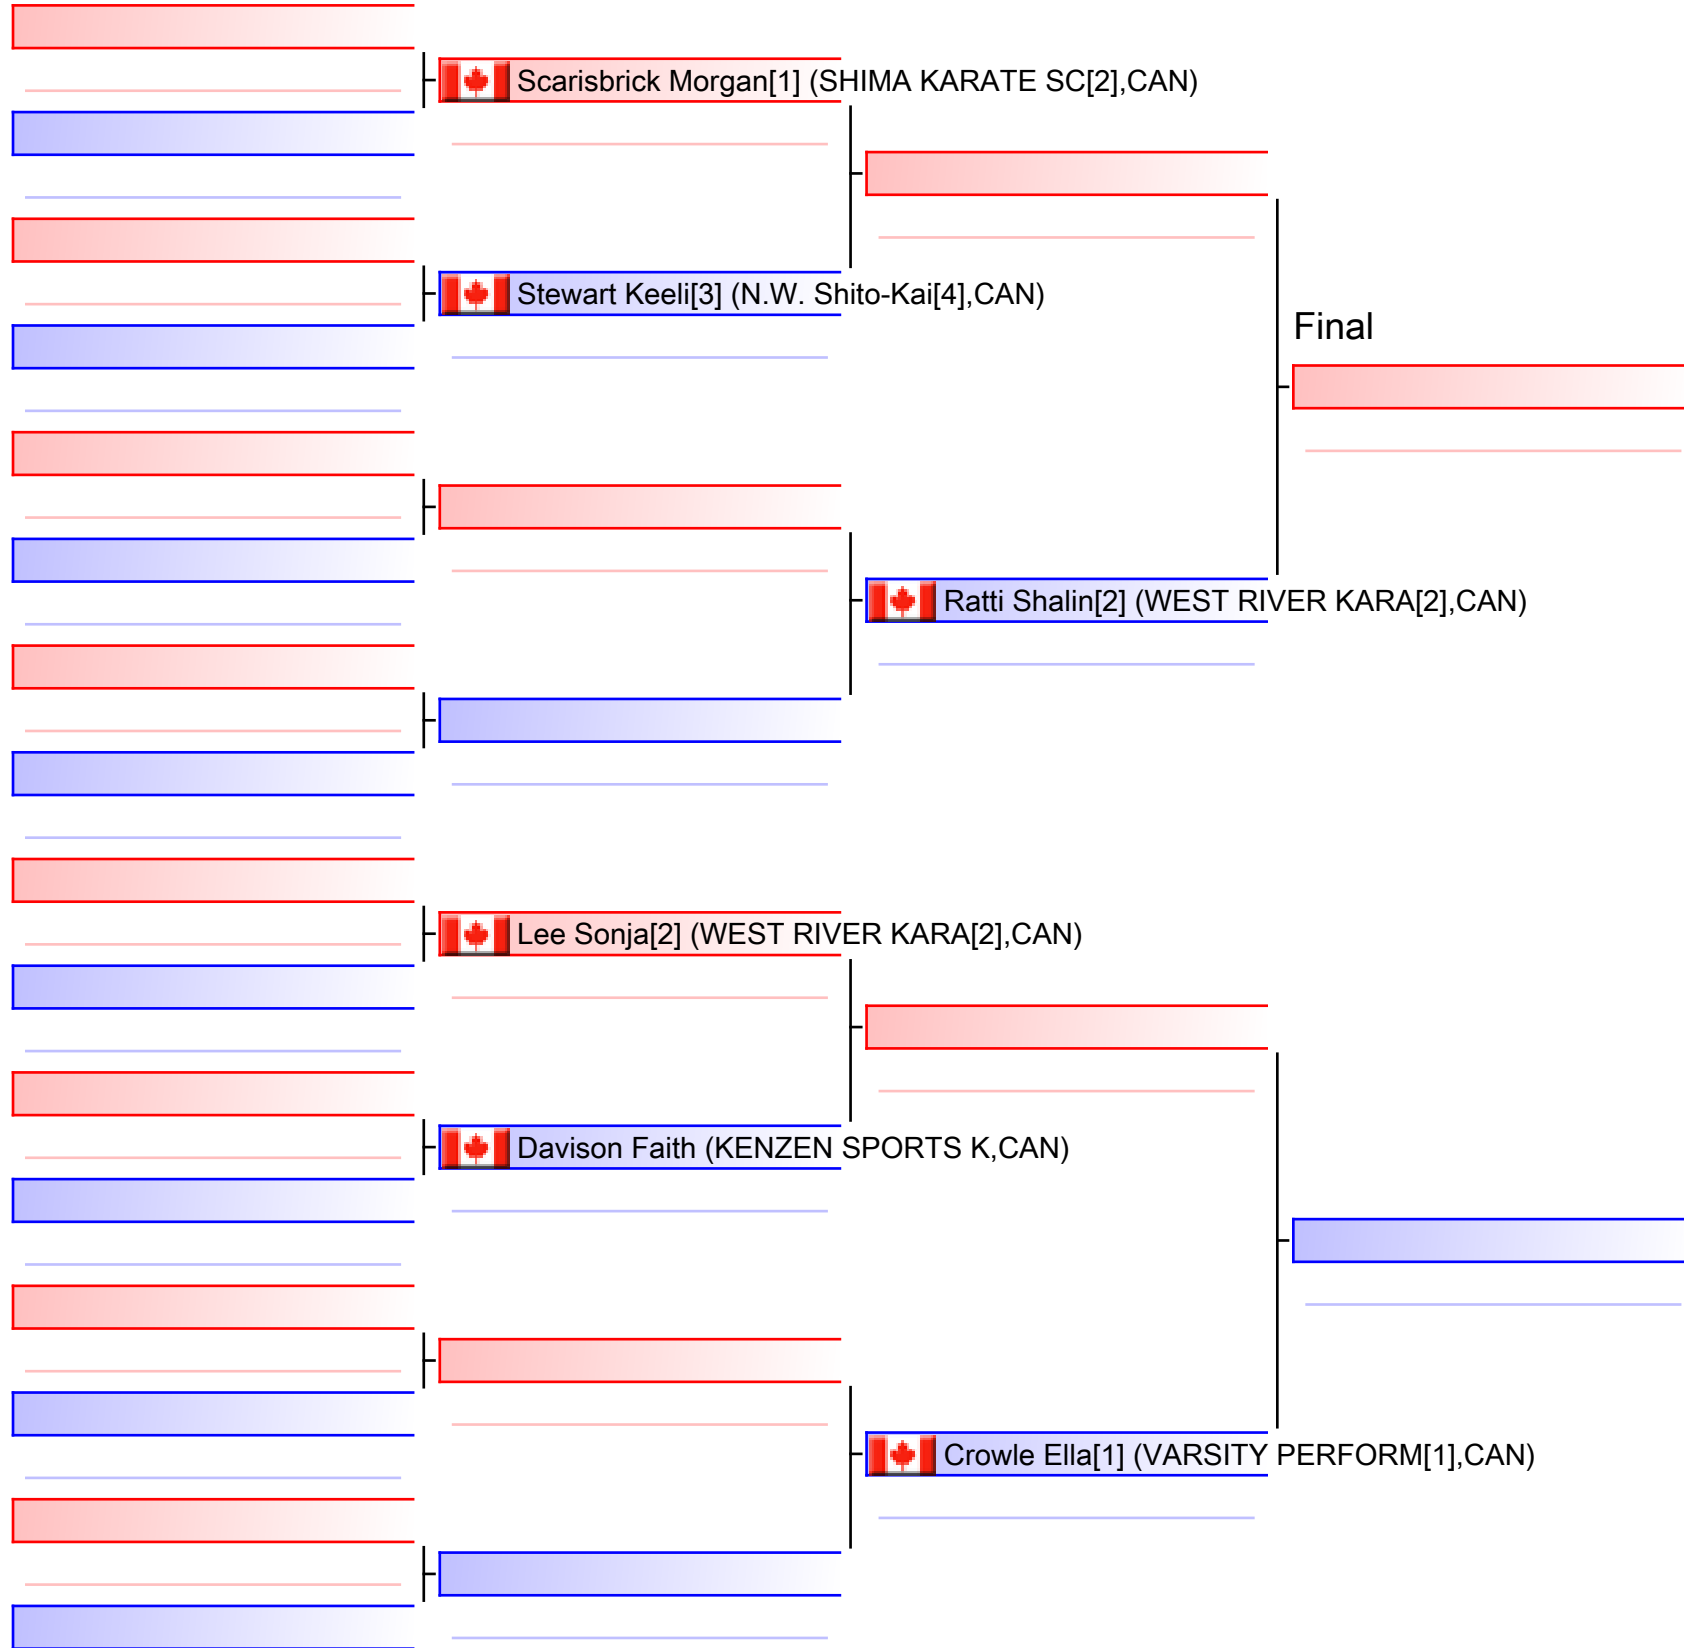 Scarisbrick Morgan[1] (SHIMA KARATE SC[2],CAN)
Stewart Keeli[3] (N.W. Shito-Kai[4],CAN)
Final
Ratti Shalin[2] (WEST RIVER KARA[2],CAN)
Lee Sonja[2] (WEST RIVER KARA[2],CAN)
Davison Faith (KENZEN SPORTS K,CAN)
Crowle Ella[1] (VARSITY PERFORM[1],CAN)